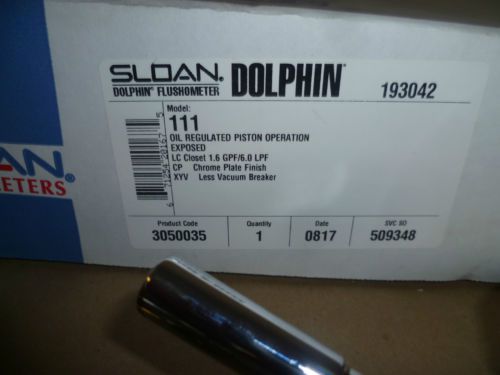 SLOAN. DOLPHIN
DOLPHIN® FLUSHOMETER
193042
Model:
111
OIL REGULATED PISTON OPERATION
EXPOSED
LC Closet 1.6 GPF/6.0 LPF
CP Chrome Plate Finish
XYV Less Vacuum Breaker
Product Code Quantity Date SVC SO
3050035 1 0817 509348
AN
ETERS